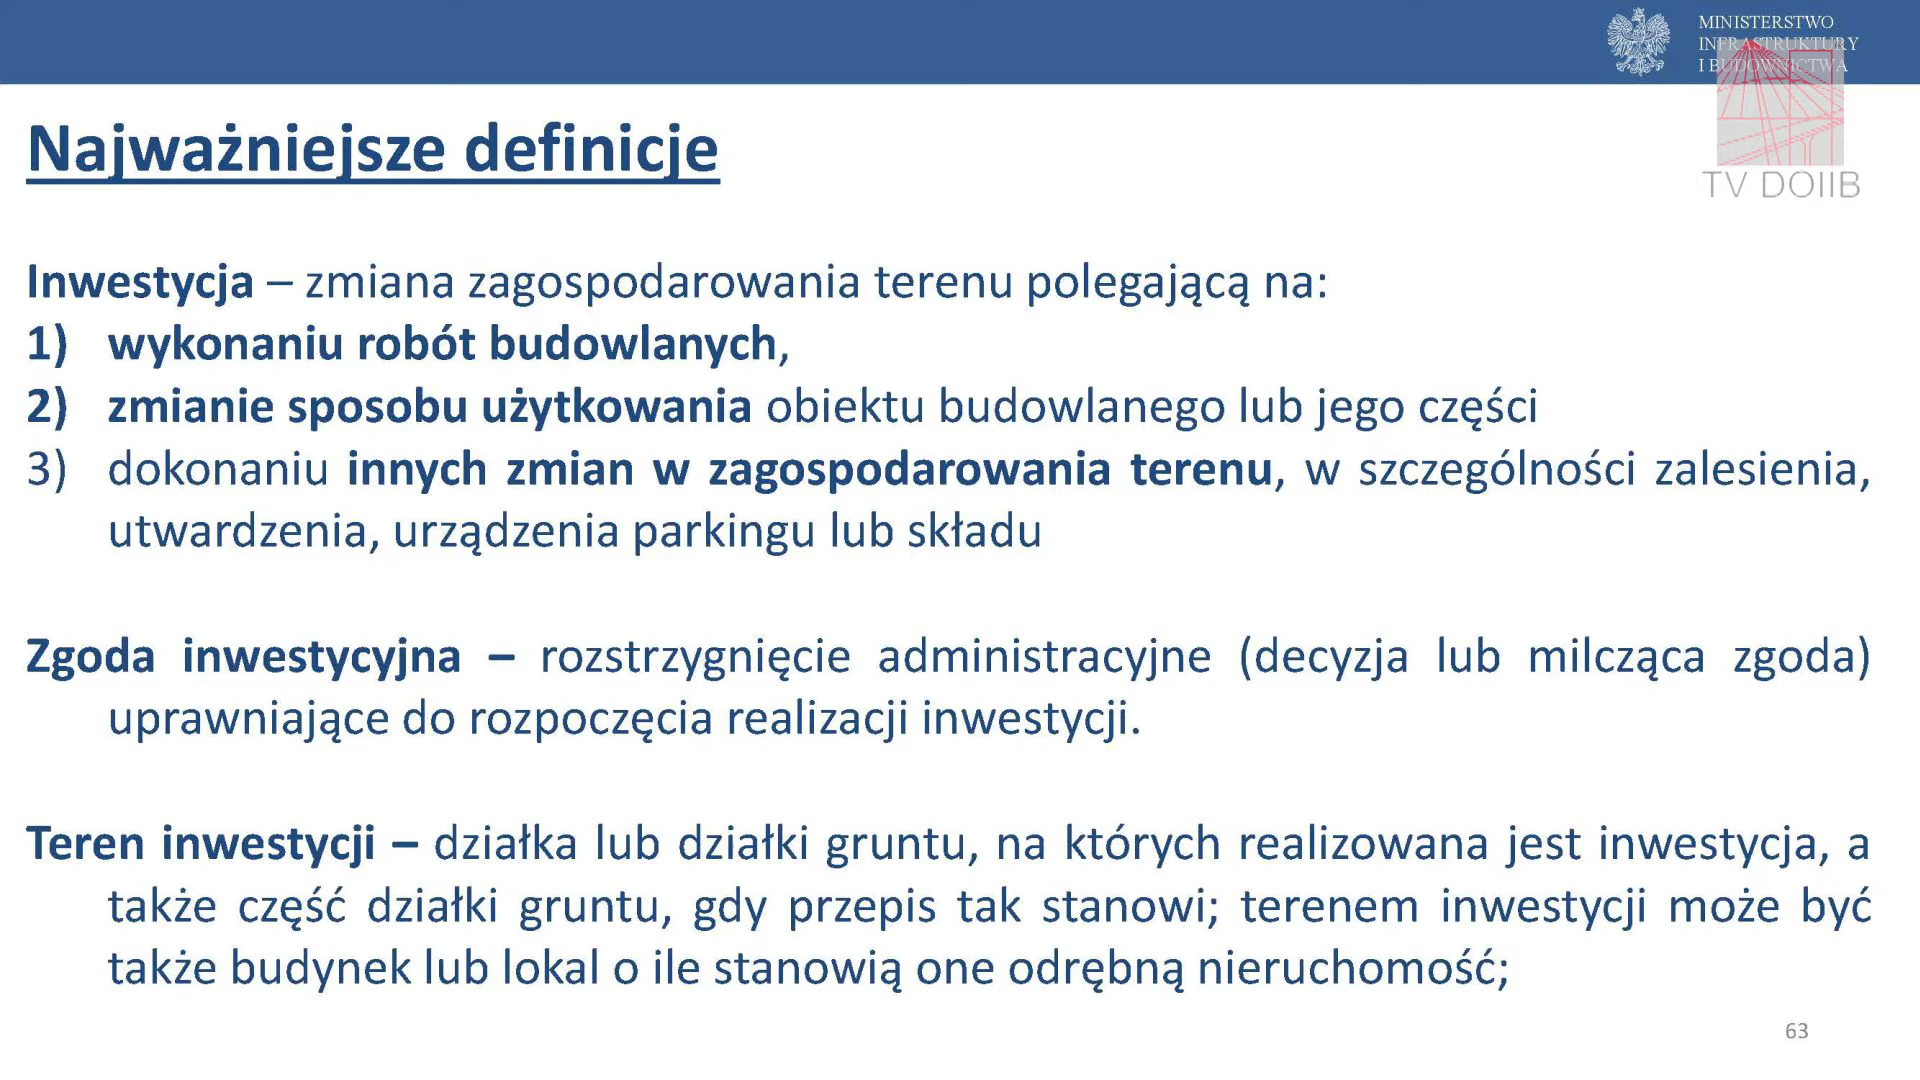 MINISTERSTWO
INFRASTRUKTURY
I BUDOWNICTWA
TV DOIIB
Najważniejsze definicje
Inwestycja – zmiana zagospodarowania terenu polegającą na:
1) wykonaniu robót budowlanych,
2) zmianie sposobu użytkowania obiektu budowlanego lub jego części
3) dokonaniu innych zmian w zagospodarowania terenu, w szczególności zalesienia,
utwardzenia, urządzenia parkingu lub składu
Zgoda inwestycyjna – rozstrzygnięcie administracyjne (decyzja lub milcząca zgoda)
uprawniające do rozpoczęcia realizacji inwestycji.
Teren inwestycji – działka lub działki gruntu, na których realizowana jest inwestycja, a
także część działki gruntu, gdy przepis tak stanowi; terenem inwestycji może być
także budynek lub lokal o ile stanowią one odrębną nieruchomość;
63